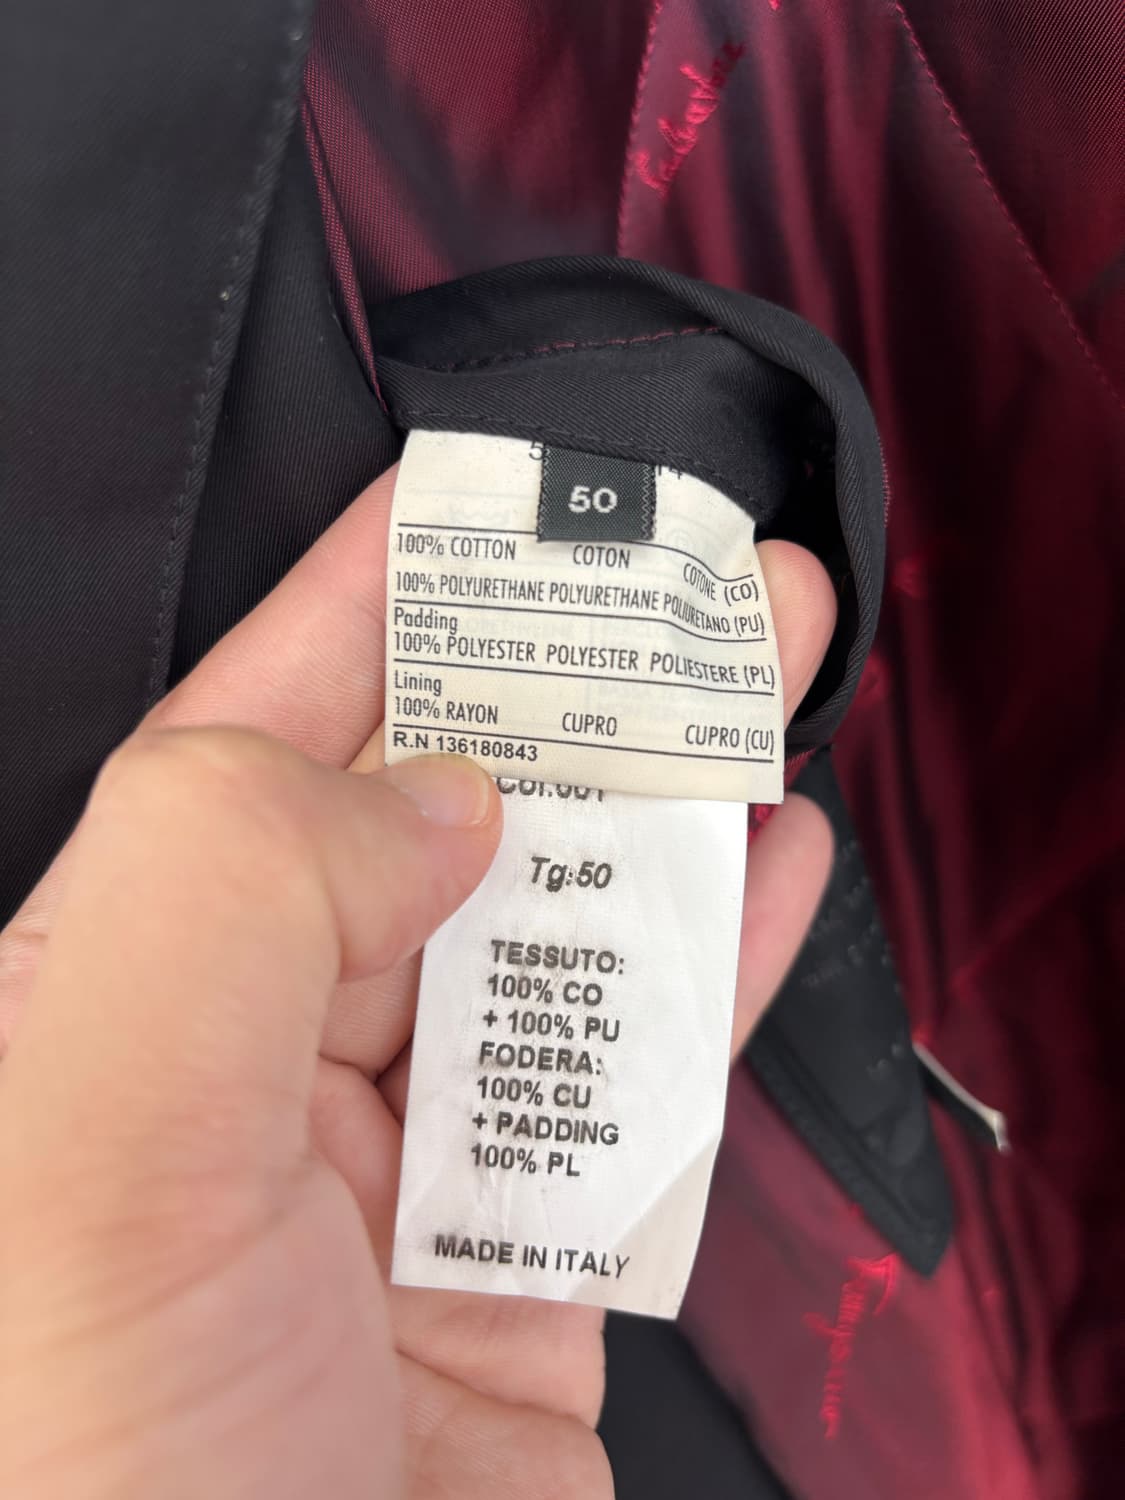 50
100% COTTON COTON COTONE (CO)
100% POLYURETHANE POLYURETHANE POLIURETANO (PU)
Padding
100% POLYESTER POLYESTER POLIESTERE (PL)
Lining
100% RAYON CUPRO CUPRO (CU)
R.N 136180843
Col.001
Tg:50
TESSUTO:
100% CO
+ 100% PU
FODERA:
100% CU
+ PADDING
100% PL
MADE IN ITALY